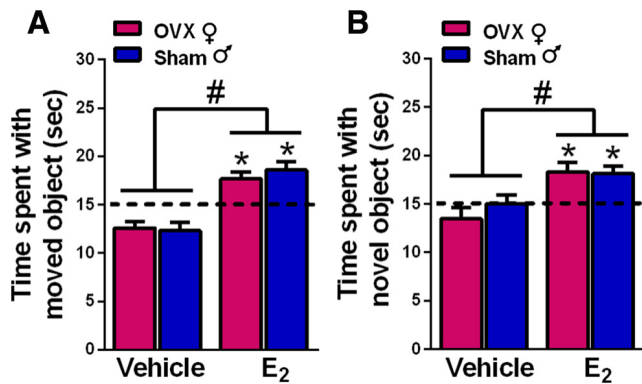 A
OVX ♀
Sham ♂
Time spent with
moved object (sec)
30
25
20
15
10
5
0
#
*
*
Vehicle
E₂
B
OVX ♀
Sham ♂
Time spent with
novel object (sec)
30
25
20
15
10
5
0
#
*
*
Vehicle
E₂